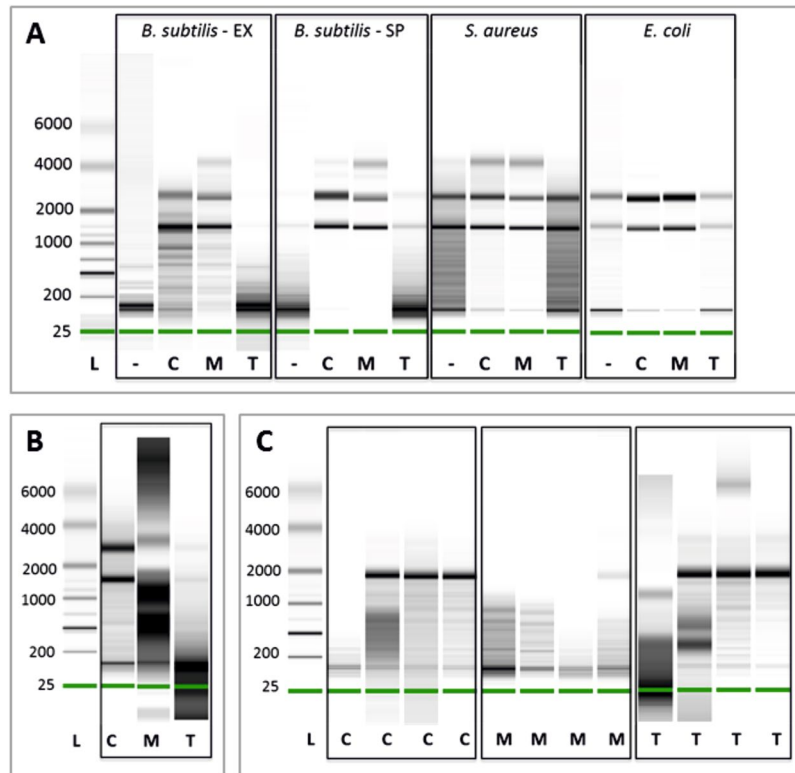 A
B. subtilis - EX
B. subtilis - SP
S. aureus
E. coli
6000
4000
2000
1000
200
25
L - C M T - C M T - C M T - C M T
B
6000
4000
2000
1000
200
25
L C M T
C
6000
4000
2000
1000
200
25
L C C C C M M M M T T T T